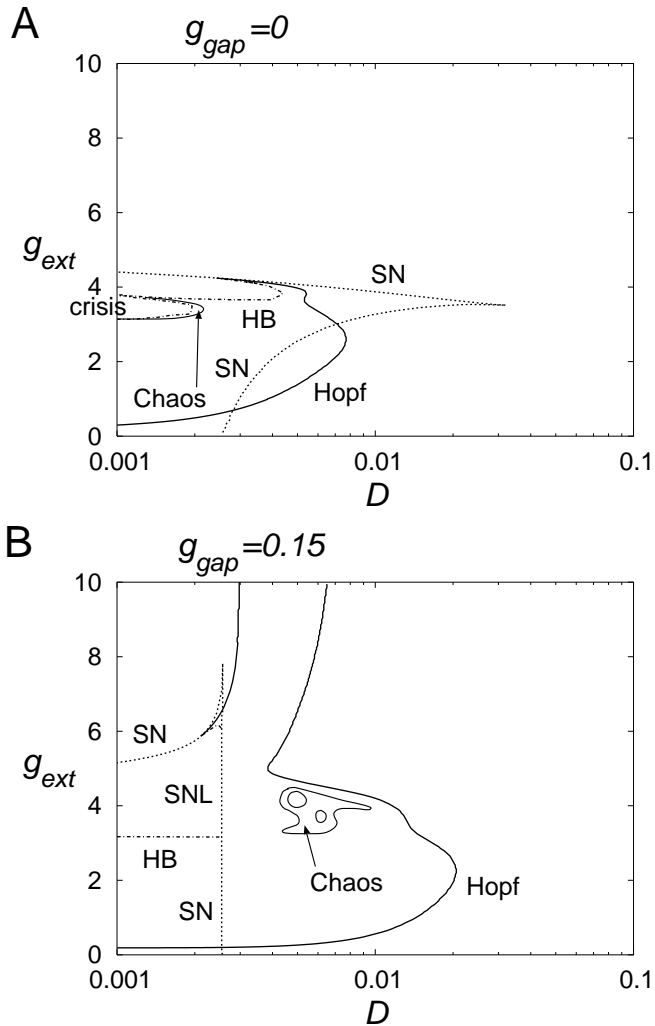 A
g_gap=0
10
8
6
g_ext
SN
4
crisis
HB
2
SN
Chaos
Hopf
0
0.001
0.01
0.1
D
B
g_gap=0.15
10
8
6
SN
g_ext
SNL
4
HB
Chaos
2
Hopf
SN
0
0.001
0.01
0.1
D